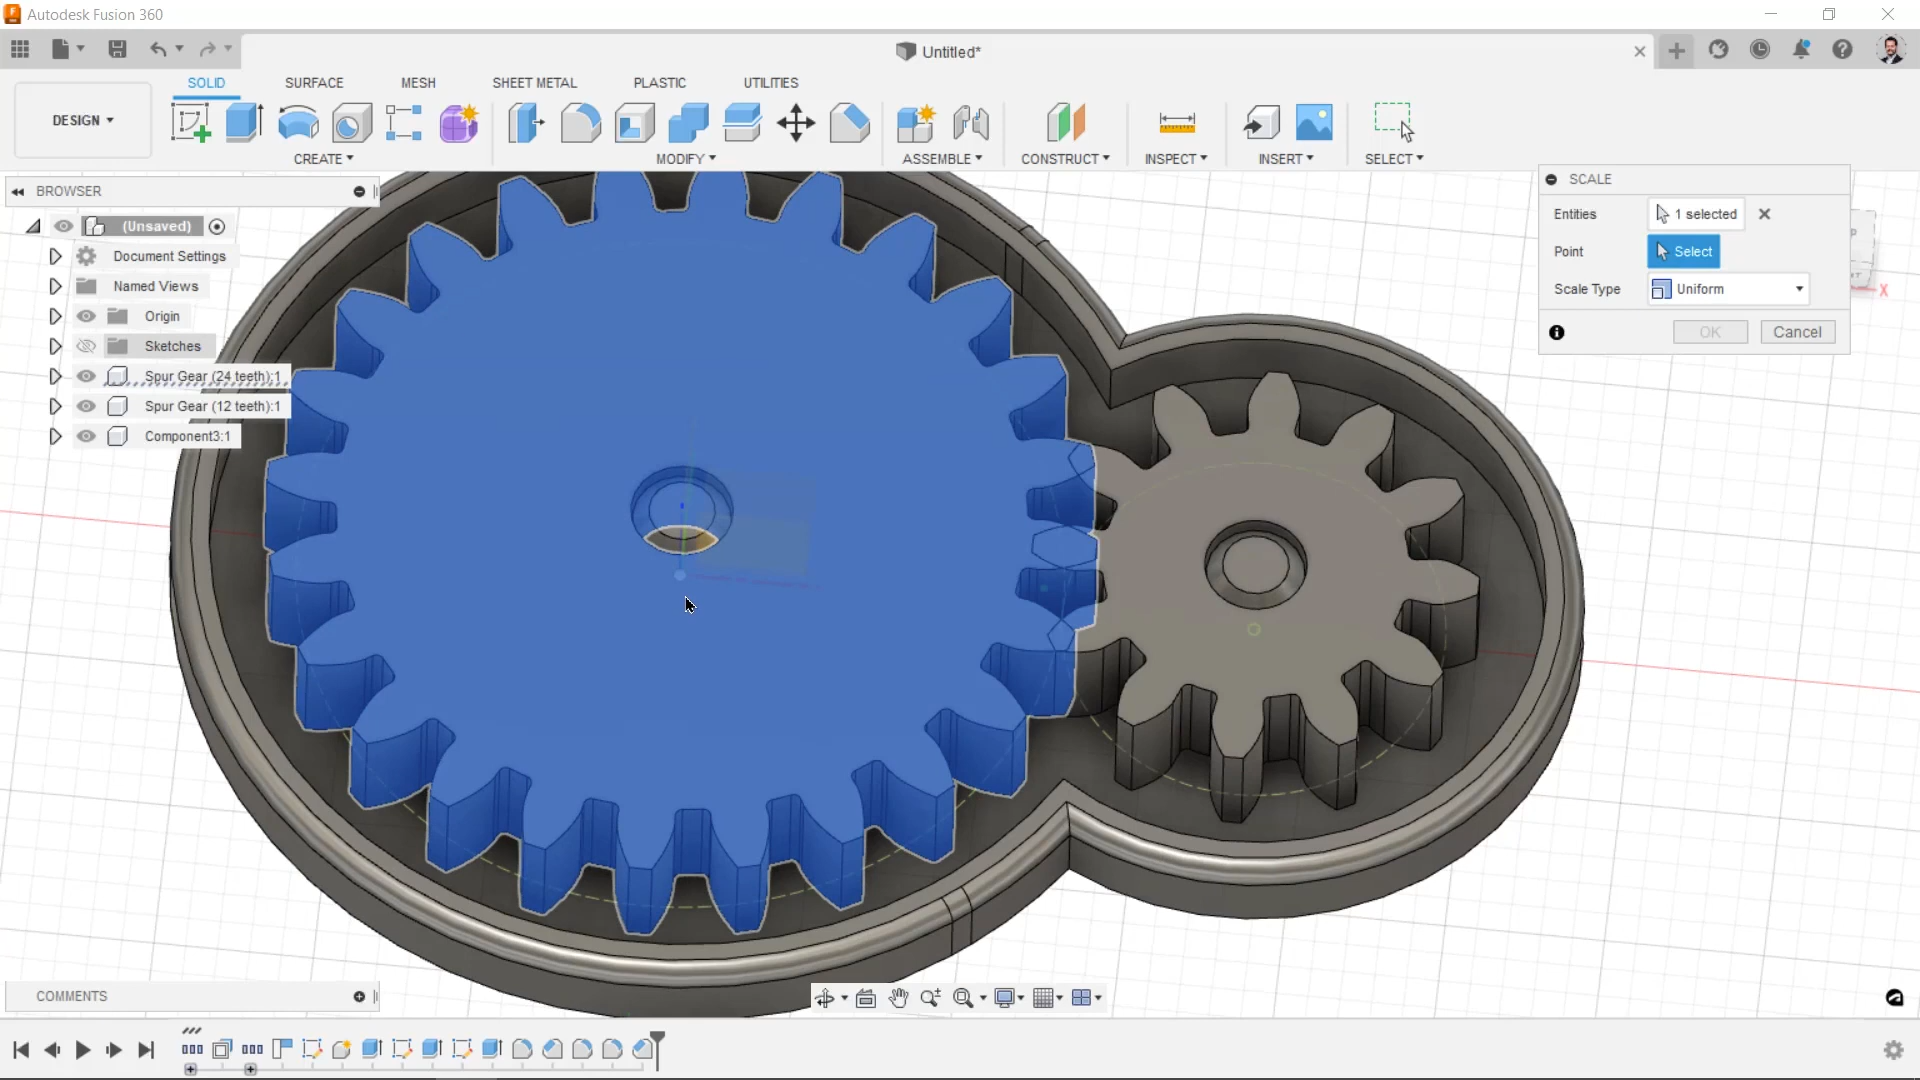 Autodesk Fusion 360
Untitled*
SOLID SURFACE MESH SHEET METAL PLASTIC UTILITIES
DESIGN
CREATE MODIFY ASSEMBLE CONSTRUCT INSPECT INSERT SELECT
BROWSER
(Unsaved)
Document Settings
Named Views
Origin
Sketches
Spur Gear (24 teeth):1
Spur Gear (12 teeth):1
Component3:1
SCALE
Entities 1 selected
Point Select
Scale Type Uniform
OK Cancel
X
COMMENTS